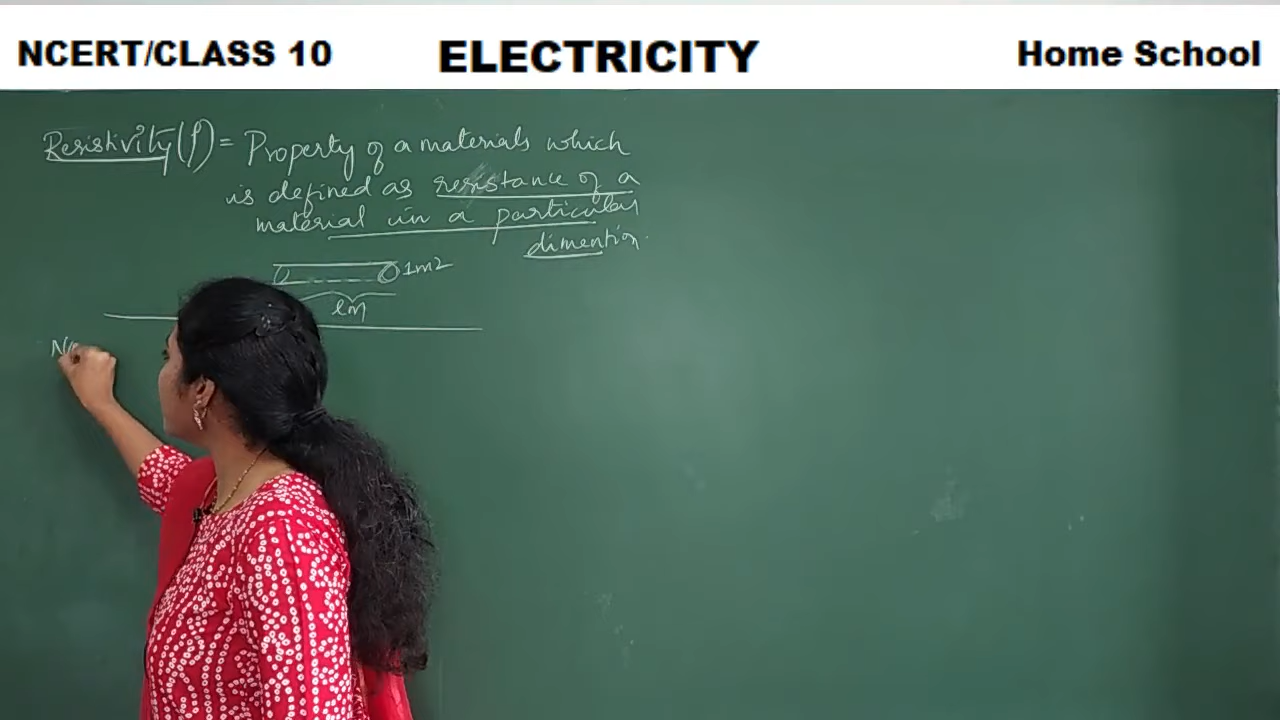 NCERT/CLASS 10 ELECTRICITY Home School
Resistivity (ρ) = Property of a materials which
is defined as resistance of a
material in a particular
dimention.
1m2